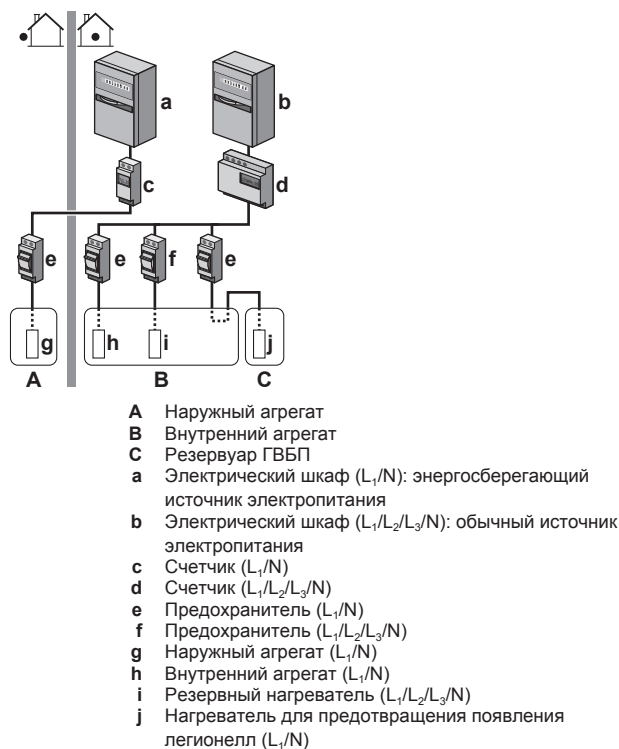 a
b
c
d
e
e
f
e
g
h
i
j
A
B
C
A Наружный агрегат
B Внутренний агрегат
C Резервуар ГВБП
a Электрический шкаф (L₁/N): энергосберегающий
источник электропитания
b Электрический шкаф (L₁/L₂/L₃/N): обычный источник
электропитания
c Счетчик (L₁/N)
d Счетчик (L₁/L₂/L₃/N)
e Предохранитель (L₁/N)
f Предохранитель (L₁/L₂/L₃/N)
g Наружный агрегат (L₁/N)
h Внутренний агрегат (L₁/N)
i Резервный нагреватель (L₁/L₂/L₃/N)
j Нагреватель для предотвращения появления
легионелл (L₁/N)